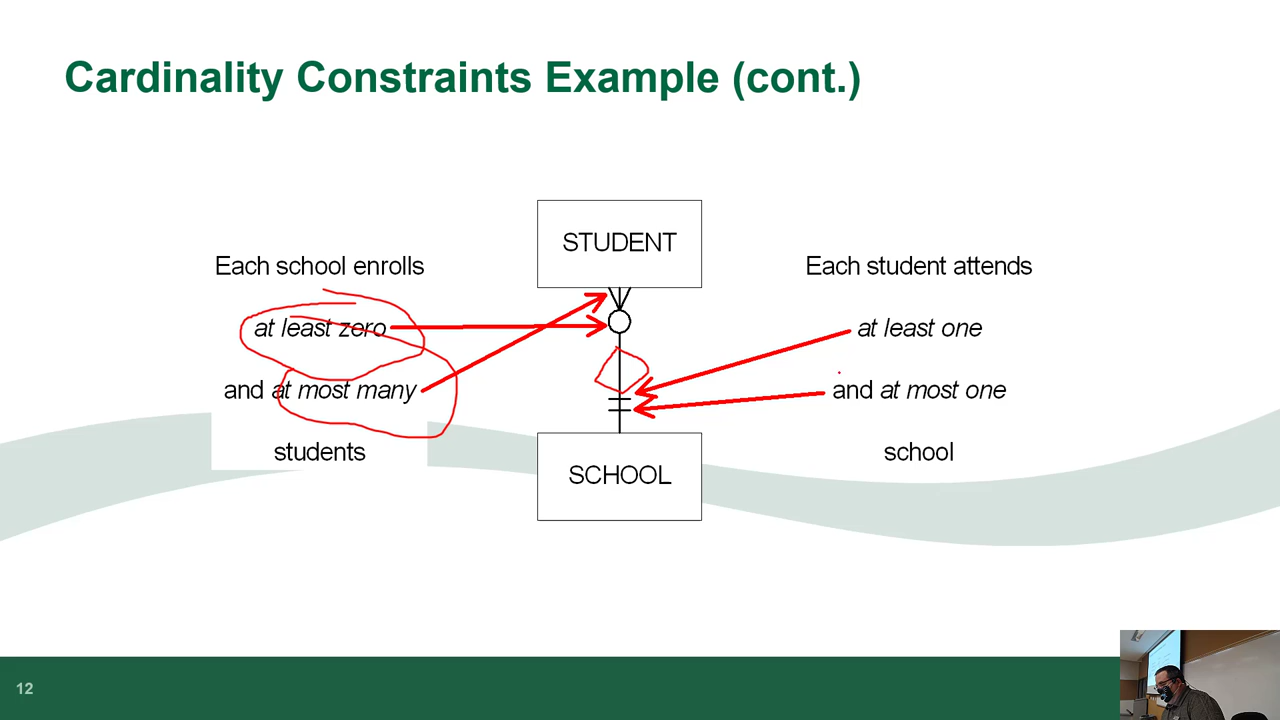 Cardinality Constraints Example (cont.)
Each school enrolls
at least zero
and at most many
students
STUDENT
SCHOOL
Each student attends
at least one
and at most one
school
12